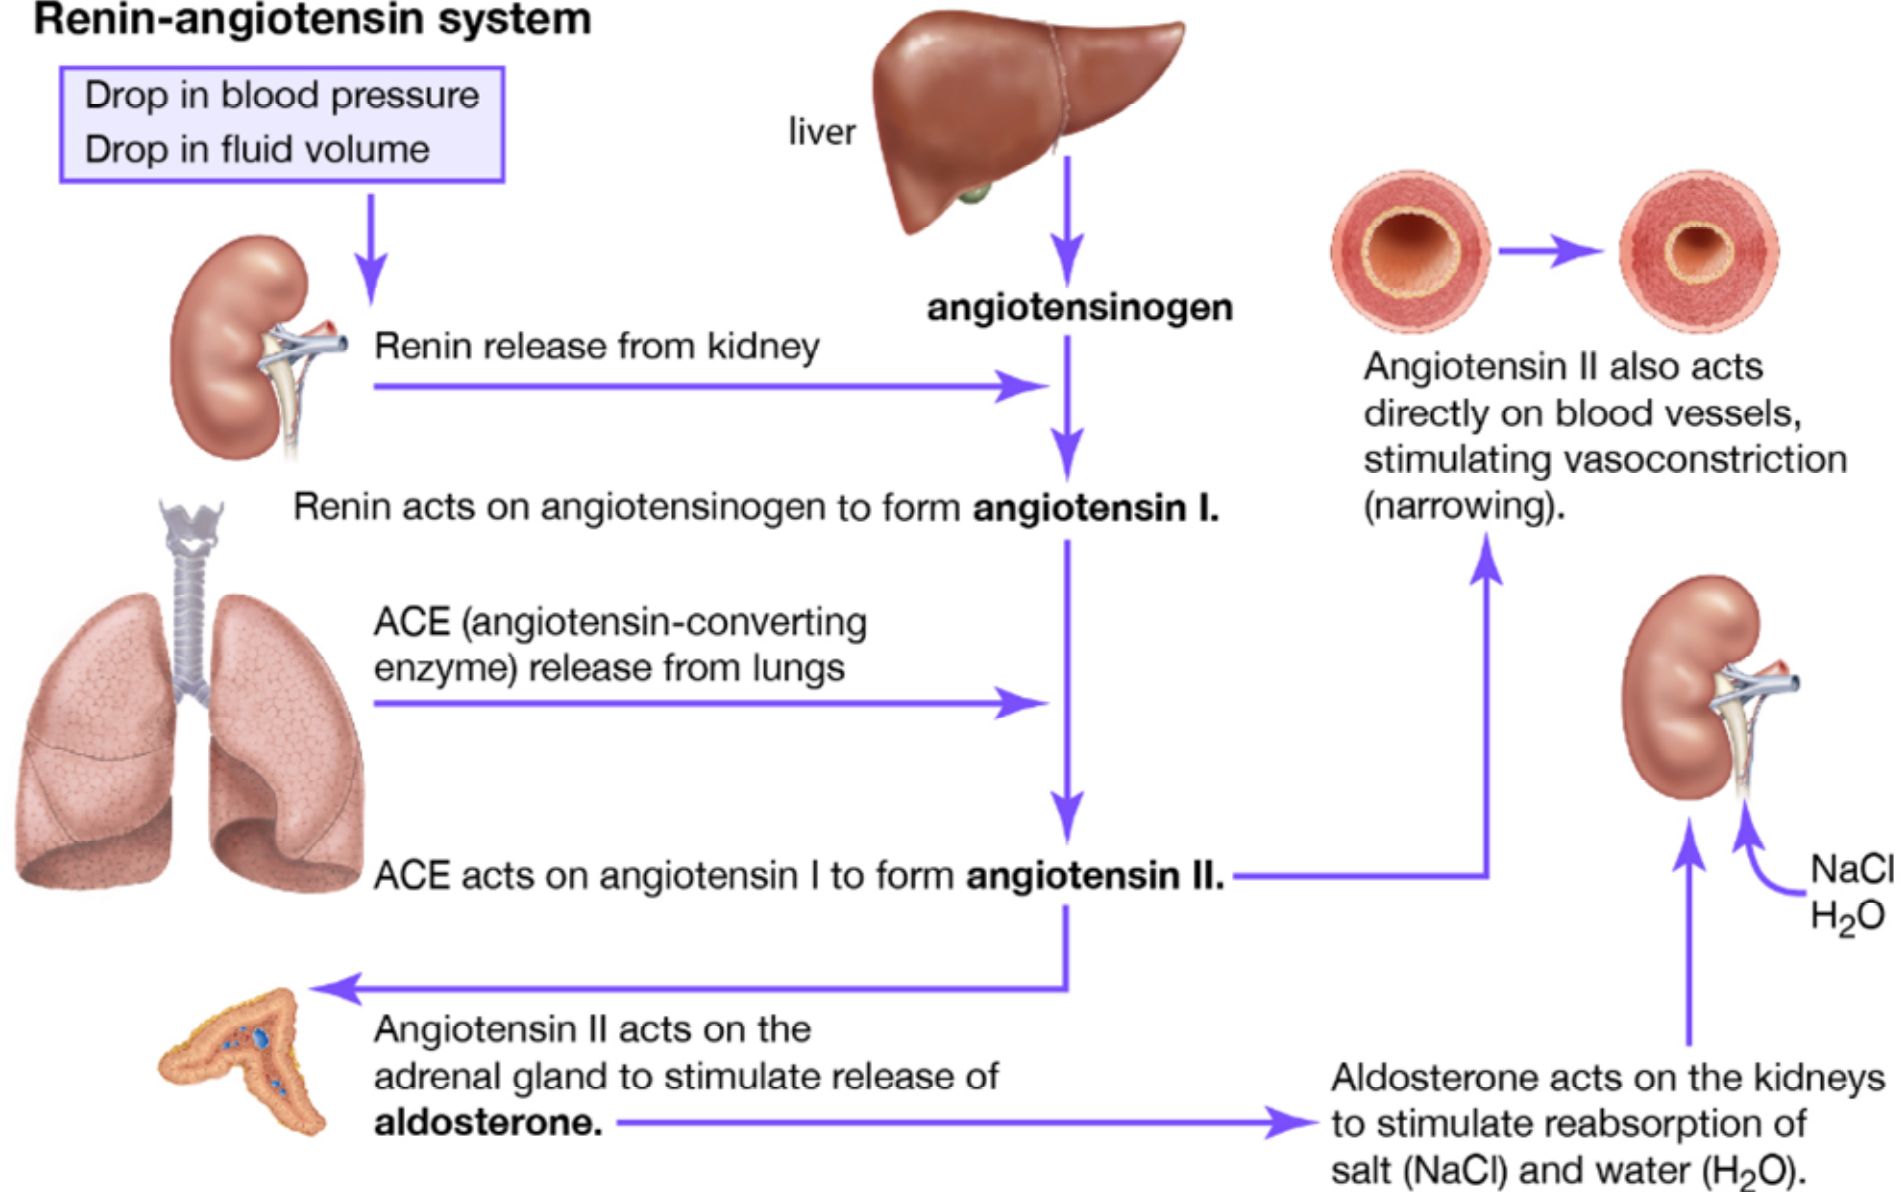 Renin-angiotensin system
Drop in blood pressure
Drop in fluid volume
liver
angiotensinogen
Renin release from kidney
Renin acts on angiotensinogen to form angiotensin I.
ACE (angiotensin-converting
enzyme) release from lungs
ACE acts on angiotensin I to form angiotensin II.
Angiotensin II also acts
directly on blood vessels,
stimulating vasoconstriction
(narrowing).
Angiotensin II acts on the
adrenal gland to stimulate release of
aldosterone.
Aldosterone acts on the kidneys
to stimulate reabsorption of
salt (NaCl) and water (H₂O).
NaCl
H₂O